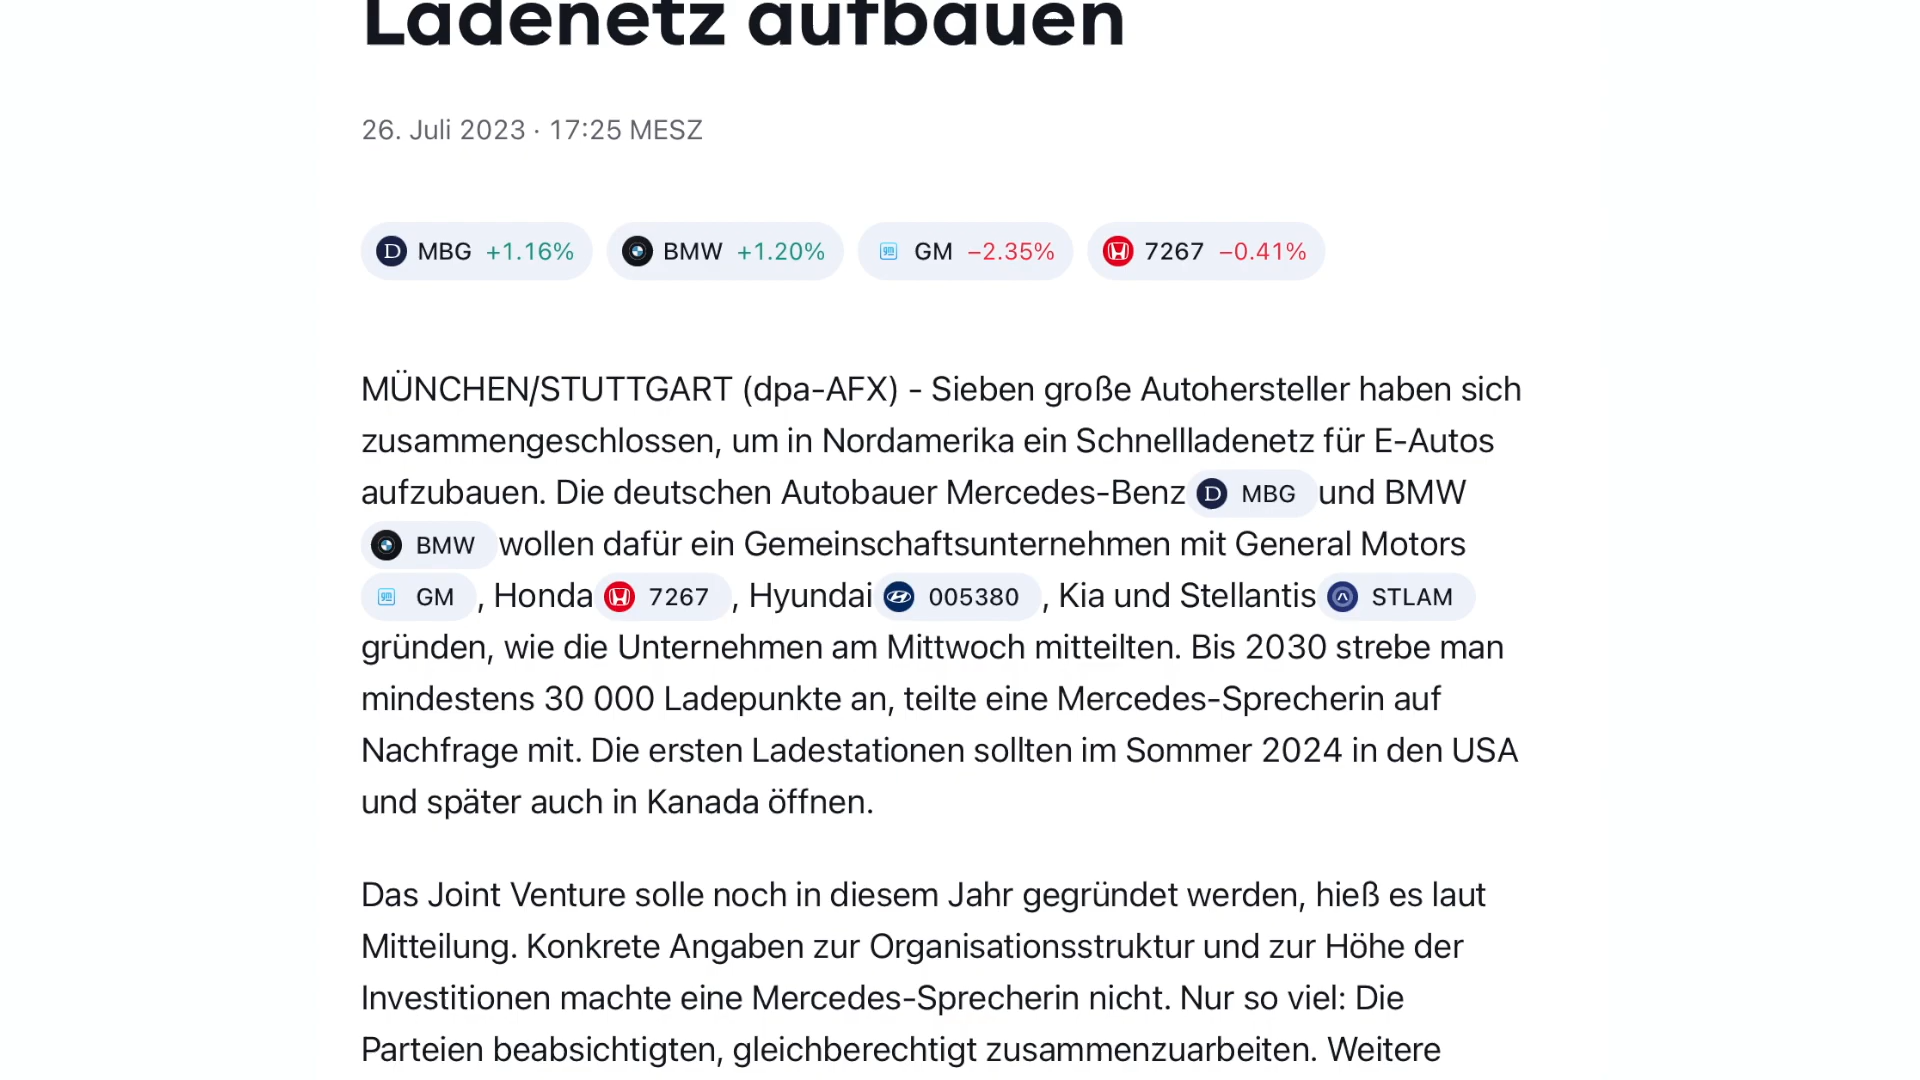 Ladenetz aufbauen
26. Juli 2023 · 17:25 MESZ
MBG +1.16% BMW +1.20% GM −2.35% 7267 −0.41%
MÜNCHEN/STUTTGART (dpa-AFX) - Sieben große Autohersteller haben sich
zusammengeschlossen, um in Nordamerika ein Schnellladenetz für E-Autos
aufzubauen. Die deutschen Autobauer Mercedes-Benz MBG und BMW
BMW wollen dafür ein Gemeinschaftsunternehmen mit General Motors
GM , Honda 7267 , Hyundai 005380 , Kia und Stellantis STLAM
gründen, wie die Unternehmen am Mittwoch mitteilten. Bis 2030 strebe man
mindestens 30 000 Ladepunkte an, teilte eine Mercedes-Sprecherin auf
Nachfrage mit. Die ersten Ladestationen sollten im Sommer 2024 in den USA
und später auch in Kanada öffnen.
Das Joint Venture solle noch in diesem Jahr gegründet werden, hieß es laut
Mitteilung. Konkrete Angaben zur Organisationsstruktur und zur Höhe der
Investitionen machte eine Mercedes-Sprecherin nicht. Nur so viel: Die
Parteien beabsichtigten, gleichberechtigt zusammenzuarbeiten. Weitere